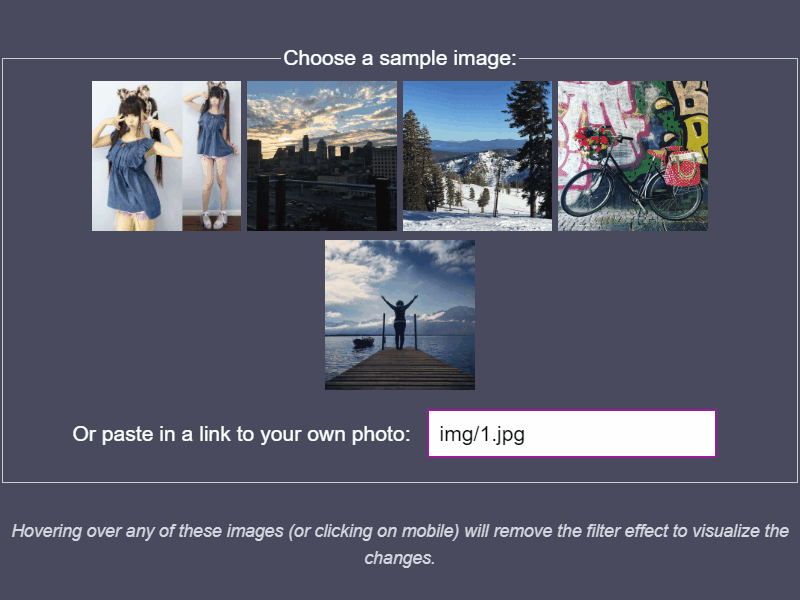 Choose a sample image:
Or paste in a link to your own photo:
img/1.jpg
Hovering over any of these images (or clicking on mobile) will remove the filter effect to visualize the
changes.